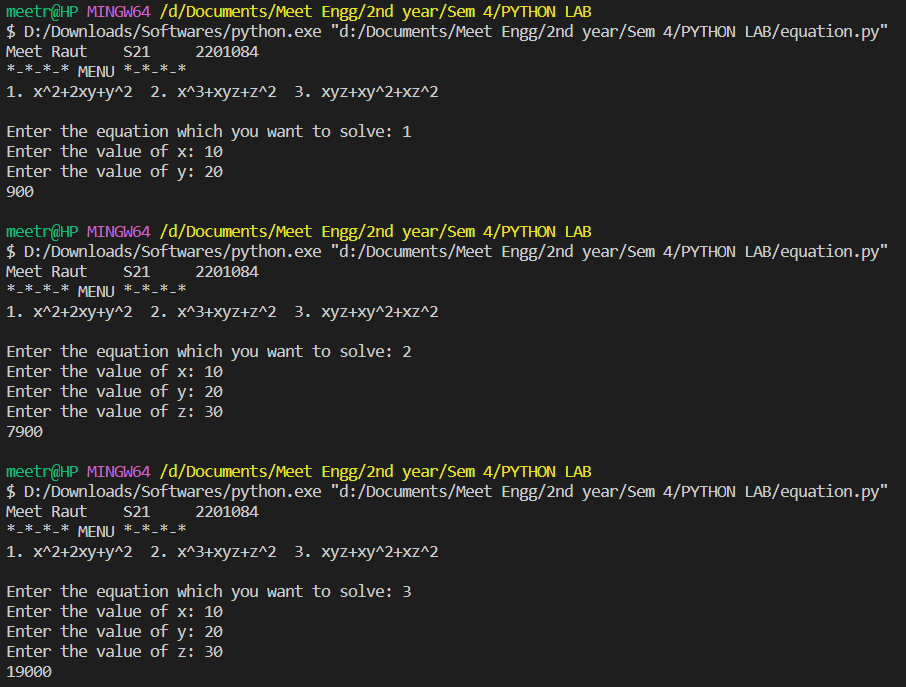 meetr@HP MINGW64 /d/Documents/Meet Engg/2nd year/Sem 4/PYTHON LAB
$ D:/Downloads/Softwares/python.exe "d:/Documents/Meet Engg/2nd year/Sem 4/PYTHON LAB/equation.py"
Meet Raut    S21     2201084
*-*-*-* MENU *-*-*-*
1. x^2+2xy+y^2  2. x^3+xyz+z^2  3. xyz+xy^2+xz^2

Enter the equation which you want to solve: 1
Enter the value of x: 10
Enter the value of y: 20
900

meetr@HP MINGW64 /d/Documents/Meet Engg/2nd year/Sem 4/PYTHON LAB
$ D:/Downloads/Softwares/python.exe "d:/Documents/Meet Engg/2nd year/Sem 4/PYTHON LAB/equation.py"
Meet Raut    S21     2201084
*-*-*-* MENU *-*-*-*
1. x^2+2xy+y^2  2. x^3+xyz+z^2  3. xyz+xy^2+xz^2

Enter the equation which you want to solve: 2
Enter the value of x: 10
Enter the value of y: 20
Enter the value of z: 30
7900

meetr@HP MINGW64 /d/Documents/Meet Engg/2nd year/Sem 4/PYTHON LAB
$ D:/Downloads/Softwares/python.exe "d:/Documents/Meet Engg/2nd year/Sem 4/PYTHON LAB/equation.py"
Meet Raut    S21     2201084
*-*-*-* MENU *-*-*-*
1. x^2+2xy+y^2  2. x^3+xyz+z^2  3. xyz+xy^2+xz^2

Enter the equation which you want to solve: 3
Enter the value of x: 10
Enter the value of y: 20
Enter the value of z: 30
19000